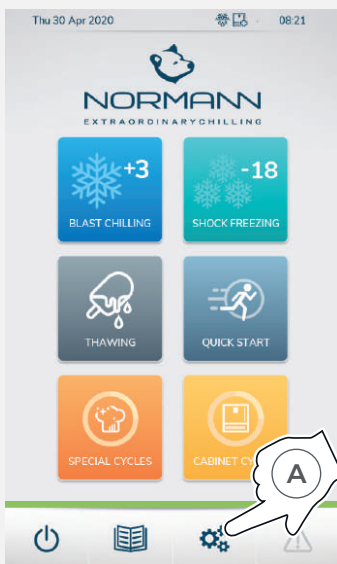 Thu 30 Apr 2020 08:21
NORMANN
EXTRAORDINARYCHILLING
+3
BLAST CHILLING
-18
SHOCK FREEZING
THAWING
QUICK START
SPECIAL CYCLES
CABINET
A